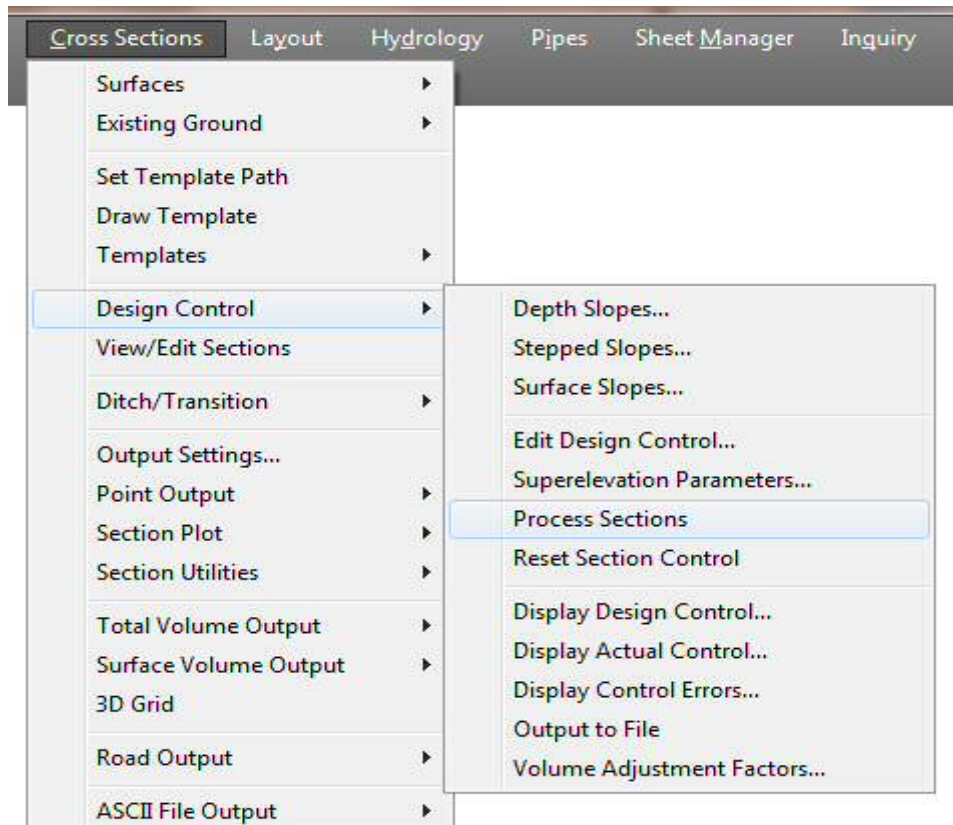 Cross Sections Layout Hydrology Pipes Sheet Manager Inquiry
Surfaces
Existing Ground
Set Template Path
Draw Template
Templates
Design Control
View/Edit Sections
Ditch/Transition
Output Settings...
Point Output
Section Plot
Section Utilities
Total Volume Output
Surface Volume Output
3D Grid
Road Output
ASCII File Output
Depth Slopes...
Stepped Slopes...
Surface Slopes...
Edit Design Control...
Superelevation Parameters...
Process Sections
Reset Section Control
Display Design Control...
Display Actual Control...
Display Control Errors...
Output to File
Volume Adjustment Factors...